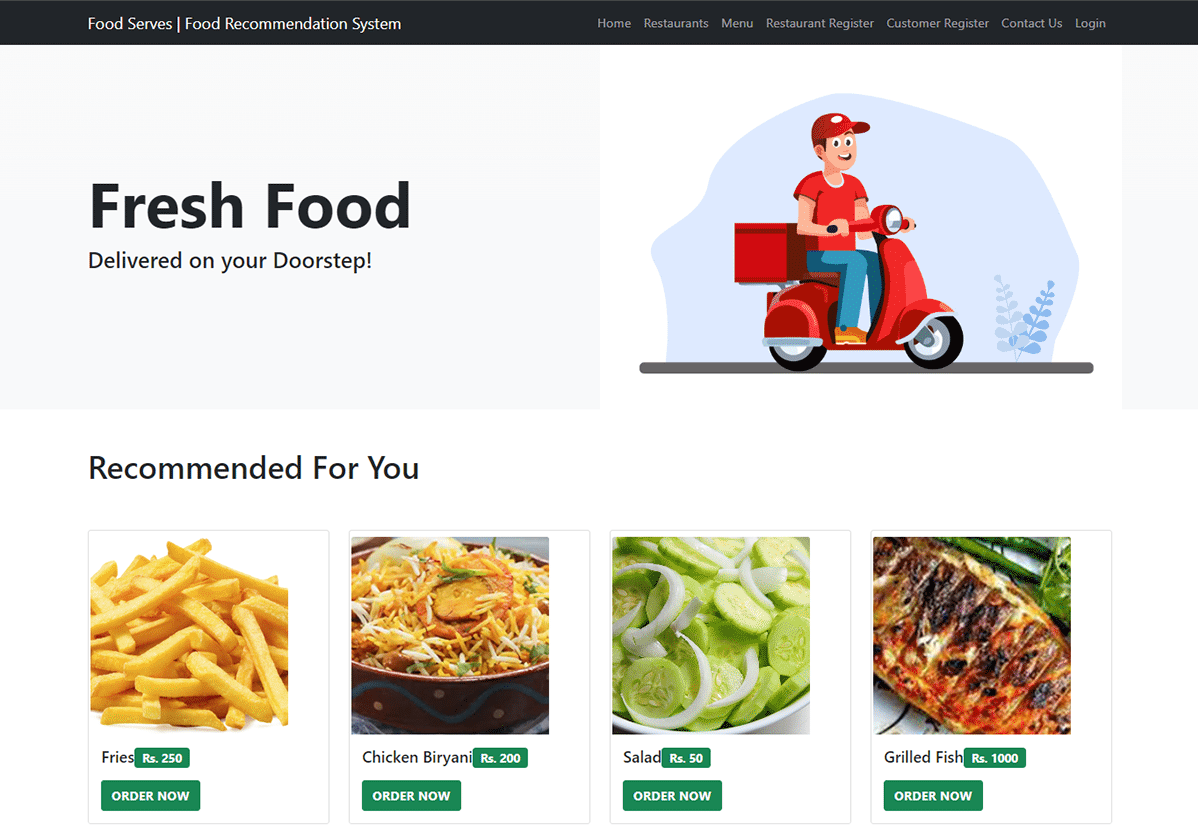 Food Serves | Food Recommendation System
Home Restaurants Menu Restaurant Register Customer Register Contact Us Login
Fresh Food
Delivered on your Doorstep!
Recommended For You
Fries Rs. 250
ORDER NOW
Chicken Biryani Rs. 200
ORDER NOW
Salad Rs. 50
ORDER NOW
Grilled Fish Rs. 1000
ORDER NOW